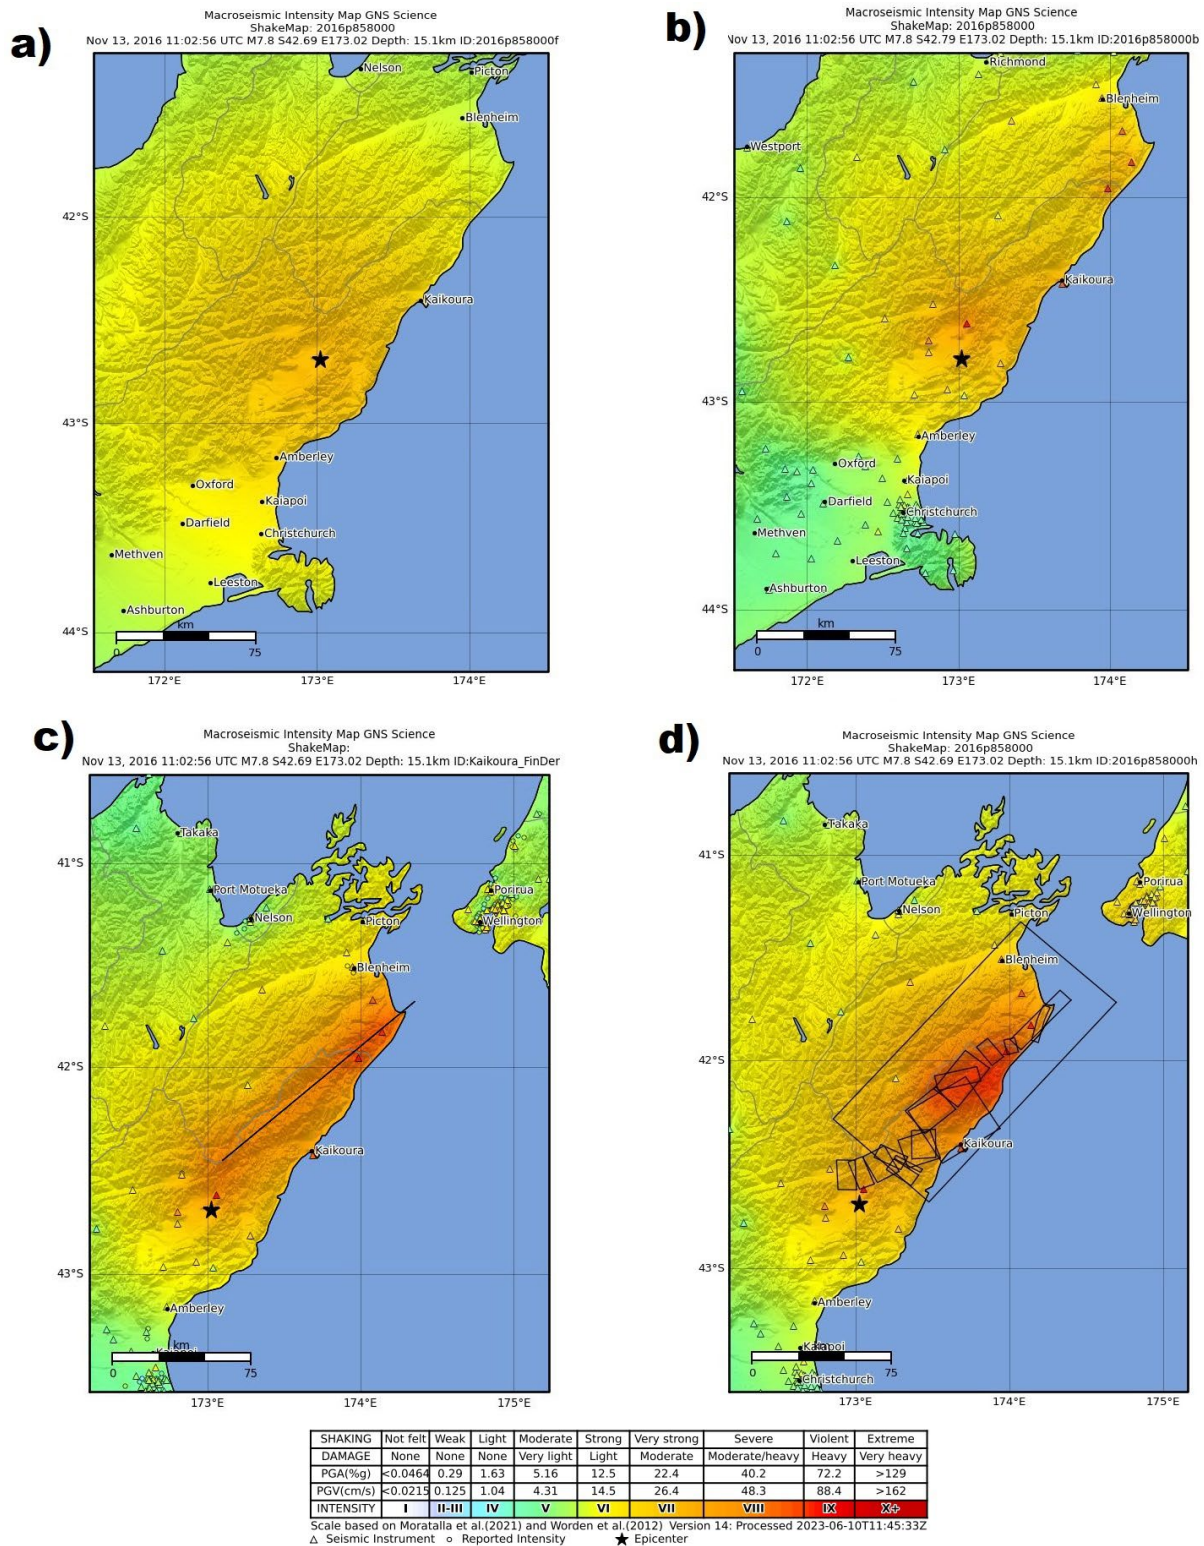 a)
Macroseismic Intensity Map GNS Science
ShakeMap: 2016p858000
Nov 13, 2016 11:02:56 UTC M7.8 S42.69 E173.02 Depth: 15.1km ID:2016p858000f
Nelson
Picton
Blenheim
42°S
Kaikoura
43°S
Amberley
Oxford
Kaiapoi
Darfield
Christchurch
Methven
Leeston
Ashburton
km
44°S
0 75
172°E 173°E 174°E
b)
Macroseismic Intensity Map GNS Science
ShakeMap: 2016p858000
Nov 13, 2016 11:02:56 UTC M7.8 S42.79 E173.02 Depth: 15.1km ID:2016p858000b
Richmond
Blenheim
Westport
42°S
Kaikoura
43°S
Amberley
Oxford
Kaiapoi
Darfield
Christchurch
Methven
Leeston
Ashburton
44°S
km
0 75
172°E 173°E 174°E
c)
Macroseismic Intensity Map GNS Science
ShakeMap:
Nov 13, 2016 11:02:56 UTC M7.8 S42.69 E173.02 Depth: 15.1km ID:Kaikoura_FinDer
Takaka
41°S
Port Motueka
Porirua
Nelson
Picton
Wellington
Blenheim
42°S
Kaikoura
43°S
Amberley
km
0 75
173°E 174°E 175°E
d)
Macroseismic Intensity Map GNS Science
ShakeMap: 2016p858000
Nov 13, 2016 11:02:56 UTC M7.8 S42.69 E173.02 Depth: 15.1km ID:2016p858000h
Takaka
41°S
Port Motueka
Porirua
Nelson
Picton
Wellington
Blenheim
42°S
Kaikoura
43°S
Amberley
0 75
Christchurch
173°E 174°E 175°E
SHAKING Not felt Weak Light Moderate Strong Very strong Severe Violent Extreme
DAMAGE None None None Very light Light Moderate Moderate/heavy Heavy Very heavy
PGA(%g) <0.0464 0.29 1.63 5.16 12.5 22.4 40.2 72.2 >129
PGV(cm/s) <0.0215 0.125 1.04 4.31 14.5 26.4 48.3 88.4 >162
INTENSITY I II-III IV V VI VII VIII IX X+
Scale based on Moratalla et al.(2021) and Worden et al.(2012) Version 14: Processed 2023-06-10T11:45:33Z
Seismic Instrument Reported Intensity Epicenter